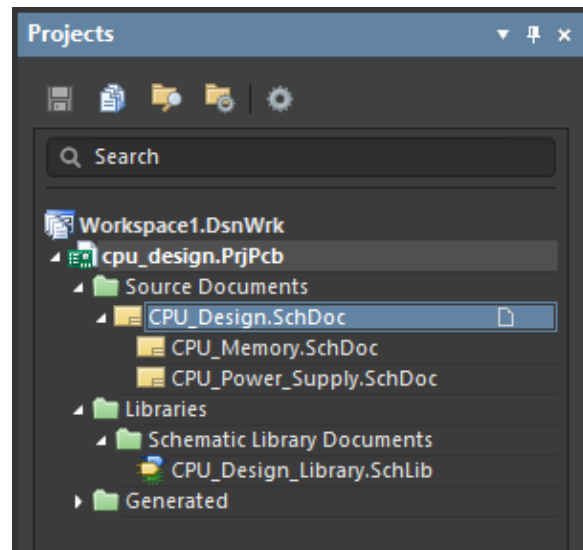 Projects
Search
Workspace1.DsnWrk
cpu_design.PrjPcb
Source Documents
CPU_Design.SchDoc
CPU_Memory.SchDoc
CPU_Power_Supply.SchDoc
Libraries
Schematic Library Documents
CPU_Design_Library.SchLib
Generated